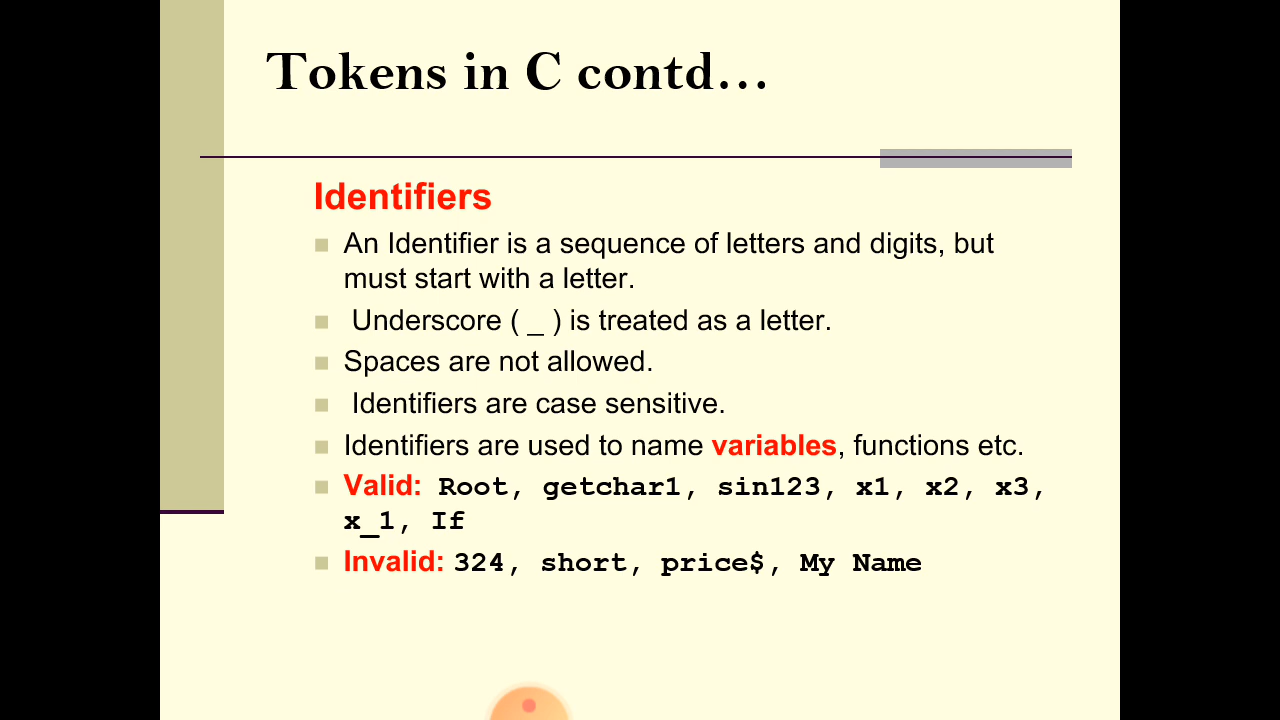 Tokens in C contd…
Identifiers
An Identifier is a sequence of letters and digits, but
must start with a letter.
Underscore ( _ ) is treated as a letter.
Spaces are not allowed.
Identifiers are case sensitive.
Identifiers are used to name variables, functions etc.
Valid: Root, getchar1, sin123, x1, x2, x3,
x_1, If
Invalid: 324, short, price$, My Name